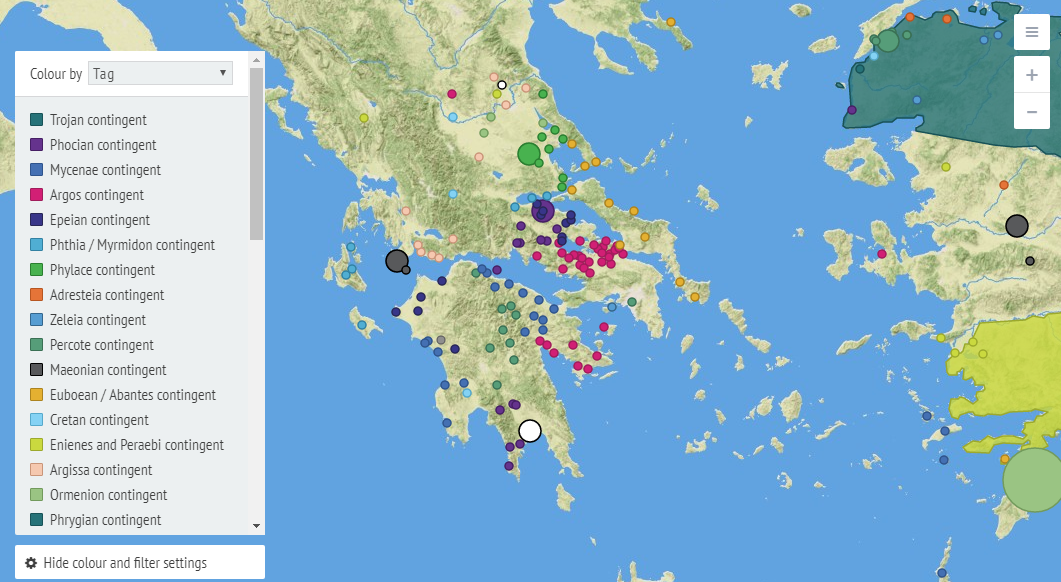 Colour by Tag
Trojan contingent
Phocian contingent
Mycenae contingent
Argos contingent
Epeian contingent
Phthia / Myrmidon contingent
Phylace contingent
Adresteia contingent
Zeleia contingent
Percote contingent
Maeonian contingent
Euboean / Abantes contingent
Cretan contingent
Enienes and Peraebi contingent
Argissa contingent
Ormenion contingent
Phrygian contingent
Hide colour and filter settings